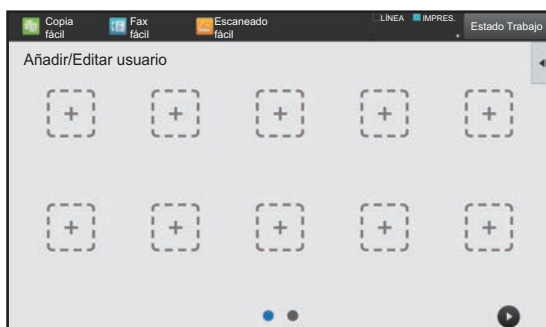 Copia
fácil
Fax
fácil
Escaneado
fácil
LÍNEA
IMPRES.
Estado Trabajo
Añadir/Editar usuario